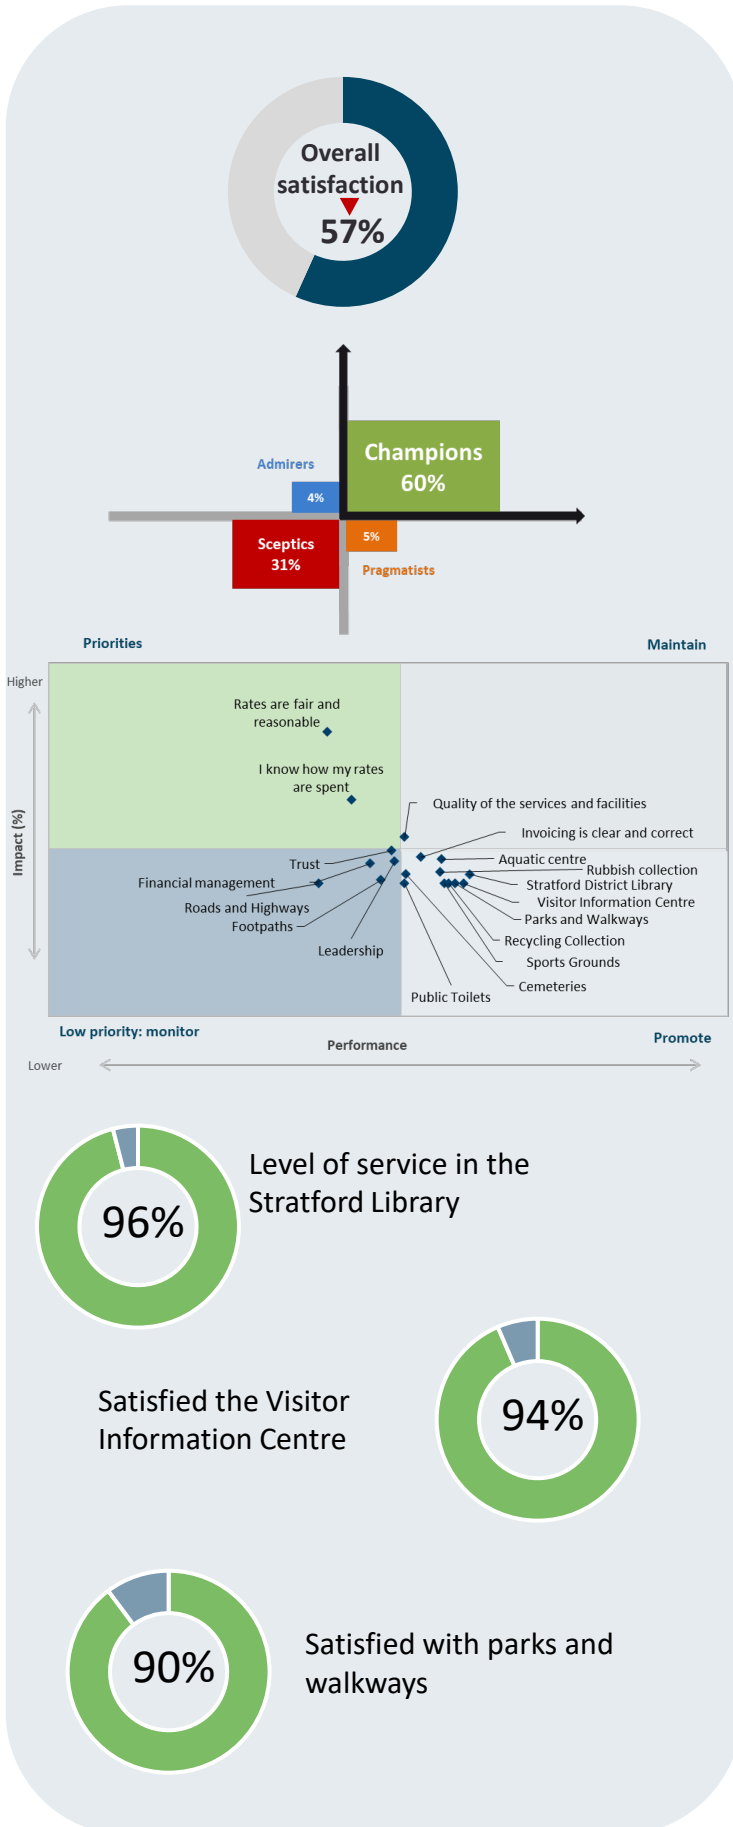 Overall
satisfaction
57%
Admirers
Champions
60%
4%
Sceptics
31%
5%
Pragmatists
Priorities
Maintain
Higher
Rates are fair and
reasonable
I know how my rates
are spent
Quality of the services and facilities
Invoicing is clear and correct
Impact (%)
Trust
Aquatic centre
Rubbish collection
Financial management
Stratford District Library
Visitor Information Centre
Roads and Highways
Parks and Walkways
Footpaths
Recycling Collection
Leadership
Sports Grounds
Cemeteries
Public Toilets
Low priority: monitor
Performance
Promote
Lower
96%
Level of service in the
Stratford Library
Satisfied the Visitor
Information Centre
94%
90%
Satisfied with parks and
walkways